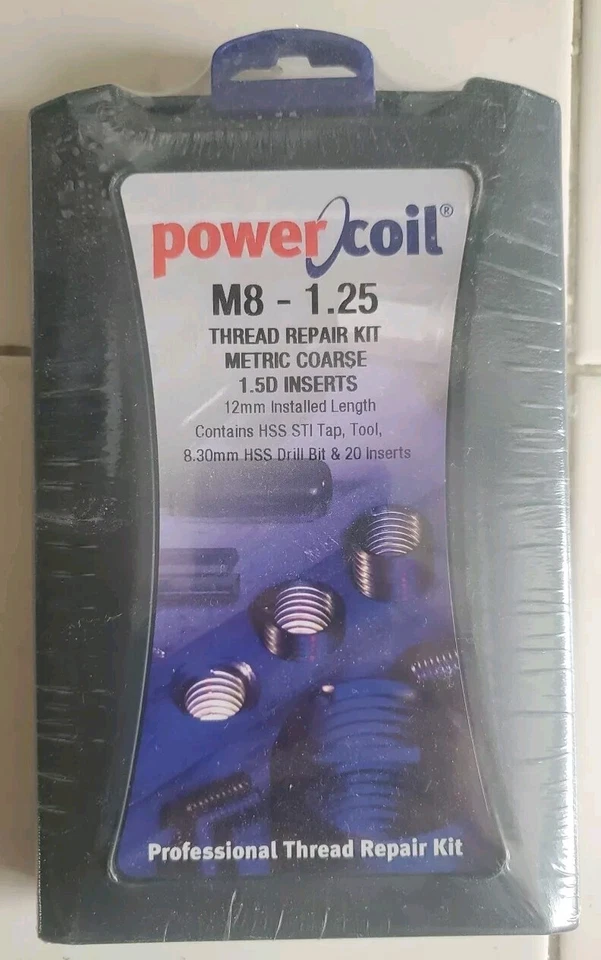 powercoil®
M8 - 1.25
THREAD REPAIR KIT
METRIC COARSE
1.5D INSERTS
12mm Installed Length
Contains HSS STI Tap, Tool,
8.30mm HSS Drill Bit & 20 Inserts
Professional Thread Repair Kit